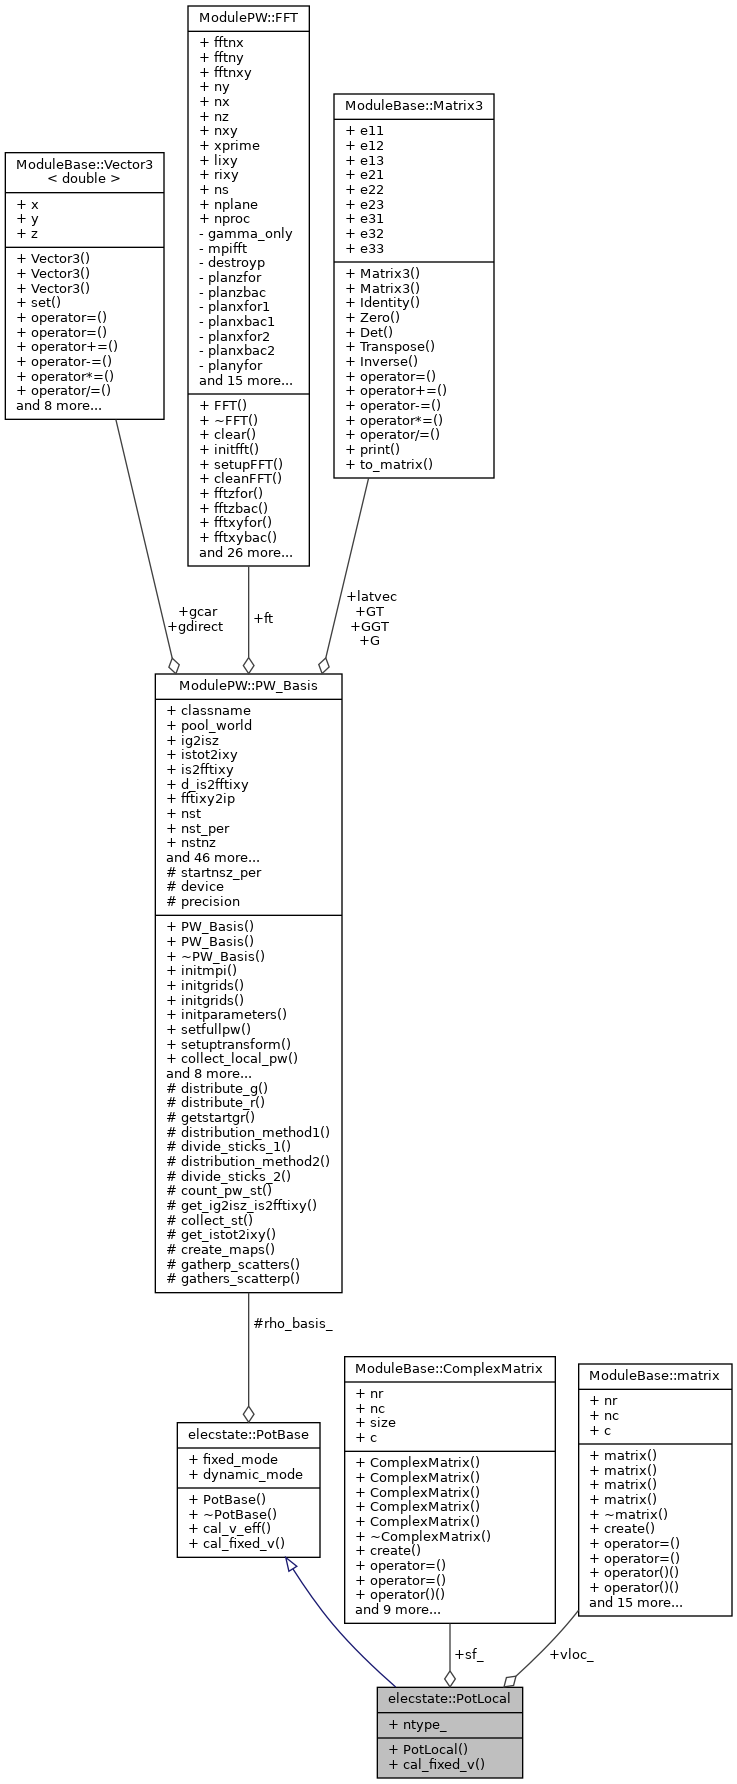 ModulePW::FFT
+ fftnx
+ fftny
+ fftnxy
+ ny
+ nx
+ nz
+ nxy
+ xprime
+ lixy
+ rixy
+ ns
+ nplane
+ nproc
- gamma_only
- mpifft
- destroyp
- planzfor
- planzbac
- planxfor1
- planxbac1
- planxfor2
- planxbac2
- planyfor
and 15 more...
+ FFT()
+ ~FFT()
+ clear()
+ initfft()
+ setupFFT()
+ cleanFFT()
+ fftzfor()
+ fftzbac()
+ fftxyfor()
+ fftxybac()
and 26 more...
ModuleBase::Matrix3
+ e11
+ e12
+ e13
+ e21
+ e22
+ e23
+ e31
+ e32
+ e33
+ Matrix3()
+ Matrix3()
+ Identity()
+ Zero()
+ Det()
+ Transpose()
+ Inverse()
+ operator=()
+ operator+=()
+ operator-=()
+ operator*=()
+ operator/=()
+ print()
+ to_matrix()
ModuleBase::Vector3
< double >
+ x
+ y
+ z
+ Vector3()
+ Vector3()
+ Vector3()
+ set()
+ operator=()
+ operator=()
+ operator+=()
+ operator-=()
+ operator*=()
+ operator/=()
and 8 more...
+gcar
+gdirect
+ft
+latvec
+GT
+GGT
+G
ModulePW::PW_Basis
+ classname
+ pool_world
+ ig2isz
+ istot2ixy
+ is2fftixy
+ d_is2fftixy
+ fftixy2ip
+ nst
+ nst_per
+ nstnz
and 46 more...
# startnsz_per
# device
# precision
+ PW_Basis()
+ PW_Basis()
+ ~PW_Basis()
+ initmpi()
+ initgrids()
+ initgrids()
+ initparameters()
+ setfullpw()
+ setuptransform()
+ collect_local_pw()
and 8 more...
# distribute_g()
# distribute_r()
# getstartgr()
# distribution_method1()
# divide_sticks_1()
# distribution_method2()
# divide_sticks_2()
# count_pw_st()
# get_ig2isz_is2fftixy()
# collect_st()
# get_istot2ixy()
# create_maps()
# gatherp_scatters()
# gathers_scatterp()
#rho_basis_
elecstate::PotBase
+ fixed_mode
+ dynamic_mode
+ PotBase()
+ ~PotBase()
+ cal_v_eff()
+ cal_fixed_v()
ModuleBase::ComplexMatrix
+ nr
+ nc
+ size
+ c
+ ComplexMatrix()
+ ComplexMatrix()
+ ComplexMatrix()
+ ComplexMatrix()
+ ComplexMatrix()
+ ~ComplexMatrix()
+ create()
+ operator=()
+ operator=()
+ operator()()
and 9 more...
ModuleBase::matrix
+ nr
+ nc
+ c
+ matrix()
+ matrix()
+ matrix()
+ matrix()
+ ~matrix()
+ create()
+ operator=()
+ operator=()
+ operator()()
+ operator()()
and 15 more...
+sf_
+vloc_
elecstate::PotLocal
+ ntype_
+ PotLocal()
+ cal_fixed_v()